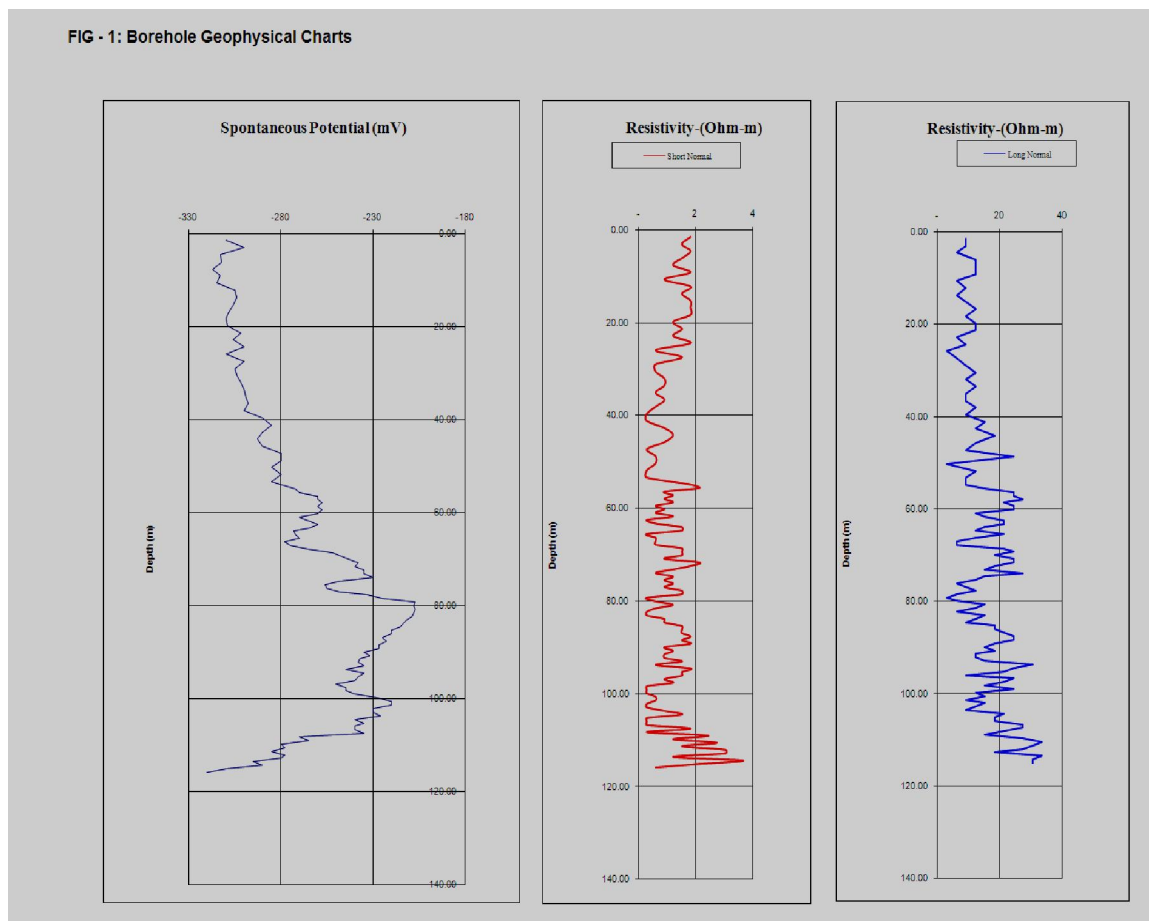 FIG - 1: Borehole Geophysical Charts
Spontaneous Potential (mV)
-330 -280 -230 -180
0.00
20.00
40.00
60.00
80.00
100.00
120.00
140.00
Depth (m)
Resistivity-(Ohm-m)
Short Normal
- 2 4
0.00
20.00
40.00
60.00
80.00
100.00
120.00
140.00
Depth (m)
Resistivity-(Ohm-m)
Long Normal
- 20 40
0.00
20.00
40.00
60.00
80.00
100.00
120.00
140.00
Depth (m)